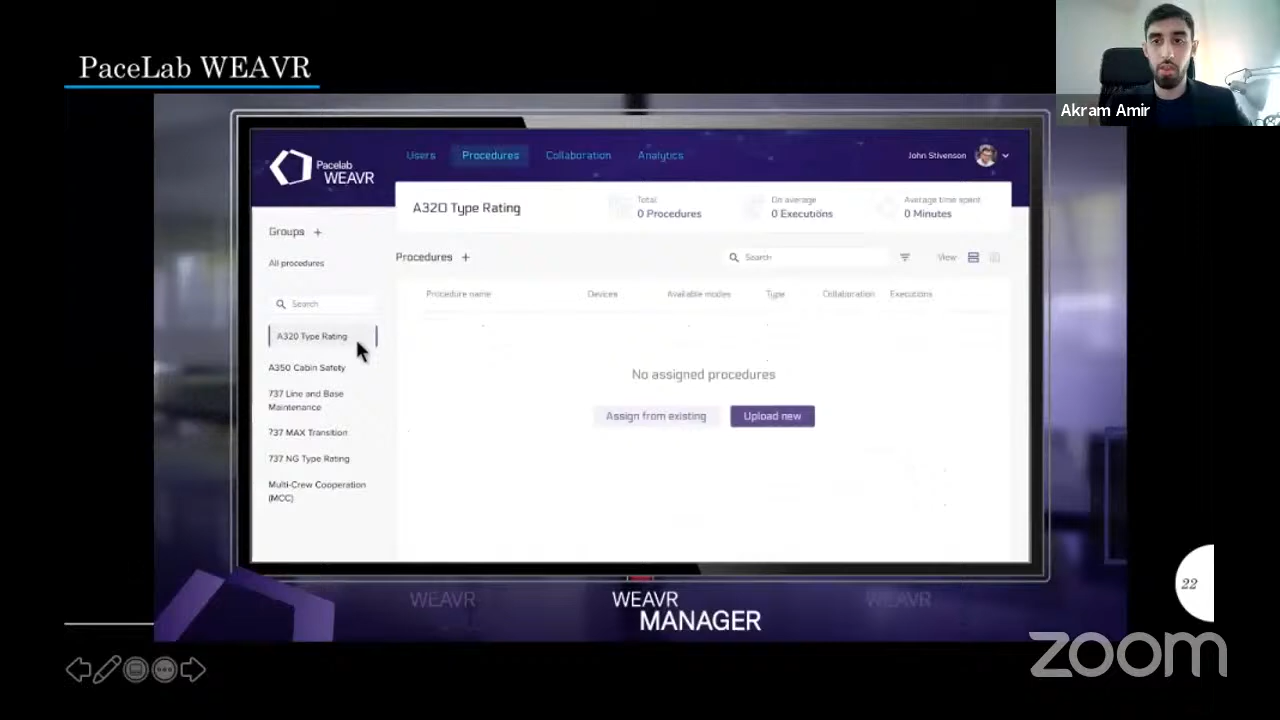 PaceLab WEAVR
Akram Amir
Pacelab
WEAVR
Users Procedures Collaboration Analytics
John Stivenson
A320 Type Rating
Total
0 Procedures
On average
0 Executions
Average time spent
0 Minutes
Groups +
All procedures
Search
A320 Type Rating
A350 Cabin Safety
737 Line and Base
Maintenance
737 MAX Transition
737 NG Type Rating
Multi-Crew Cooperation
(MCC)
Procedures +
Search
View
Procedure name Devices Available modes Type Collaboration Executions
No assigned procedures
Assign from existing Upload new
WEAVR
WEAVR
MANAGER
WEAVR
22
zoom